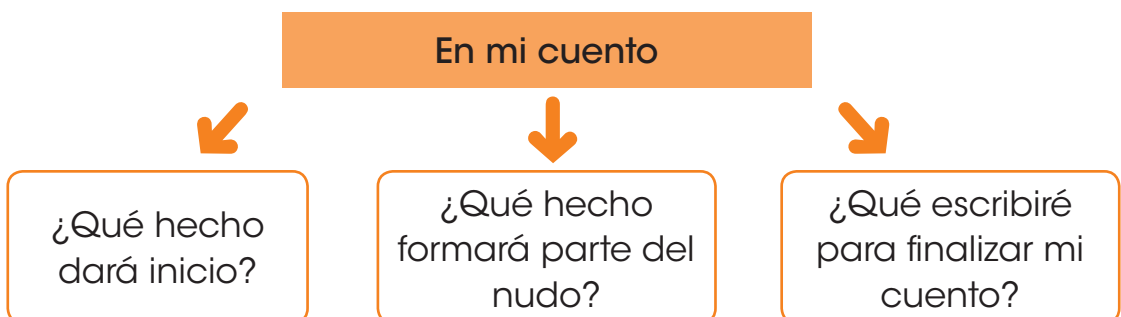 En mi cuento
¿Qué hecho
dará inicio?
¿Qué hecho
formará parte del
nudo?
¿Qué escribiré
para finalizar mi
cuento?